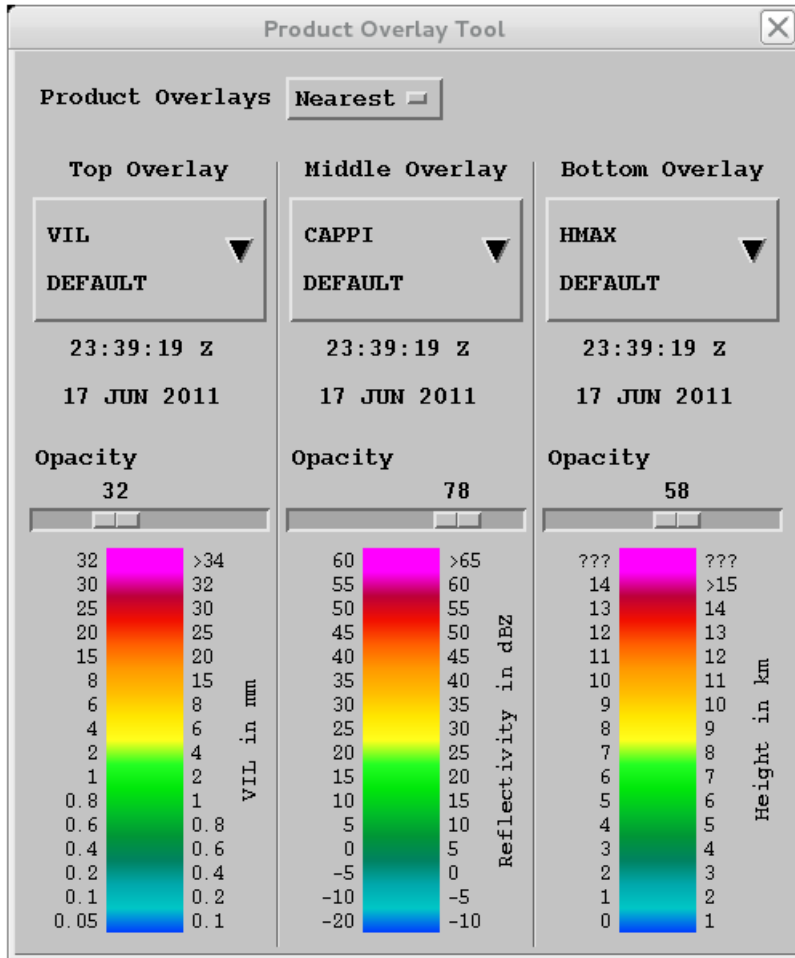 Product Overlay Tool
Product Overlays Nearest
Top Overlay
VIL
DEFAULT
23:39:19 Z
17 JUN 2011
Opacity
32
32 >34
30 32
25 30
20 25
15 20
8 15
6 8
4 6
2 4
1 2
0.8 1
0.6 0.8
0.4 0.6
0.2 0.4
0.1 0.2
0.05 0.1
VIL in mm
Middle Overlay
CAPPI
DEFAULT
23:39:19 Z
17 JUN 2011
Opacity
78
60 >65
55 60
50 55
45 50
40 45
35 40
30 35
25 30
20 25
15 20
10 15
5 10
0 5
-5 0
-10 -5
-20 -10
Reflectivity in dBZ
Bottom Overlay
HMAX
DEFAULT
23:39:19 Z
17 JUN 2011
Opacity
58
??? ???
14 >15
13 14
12 13
11 12
10 11
9 10
8 9
7 8
6 7
5 6
4 5
3 4
2 3
1 2
0 1
Height in km